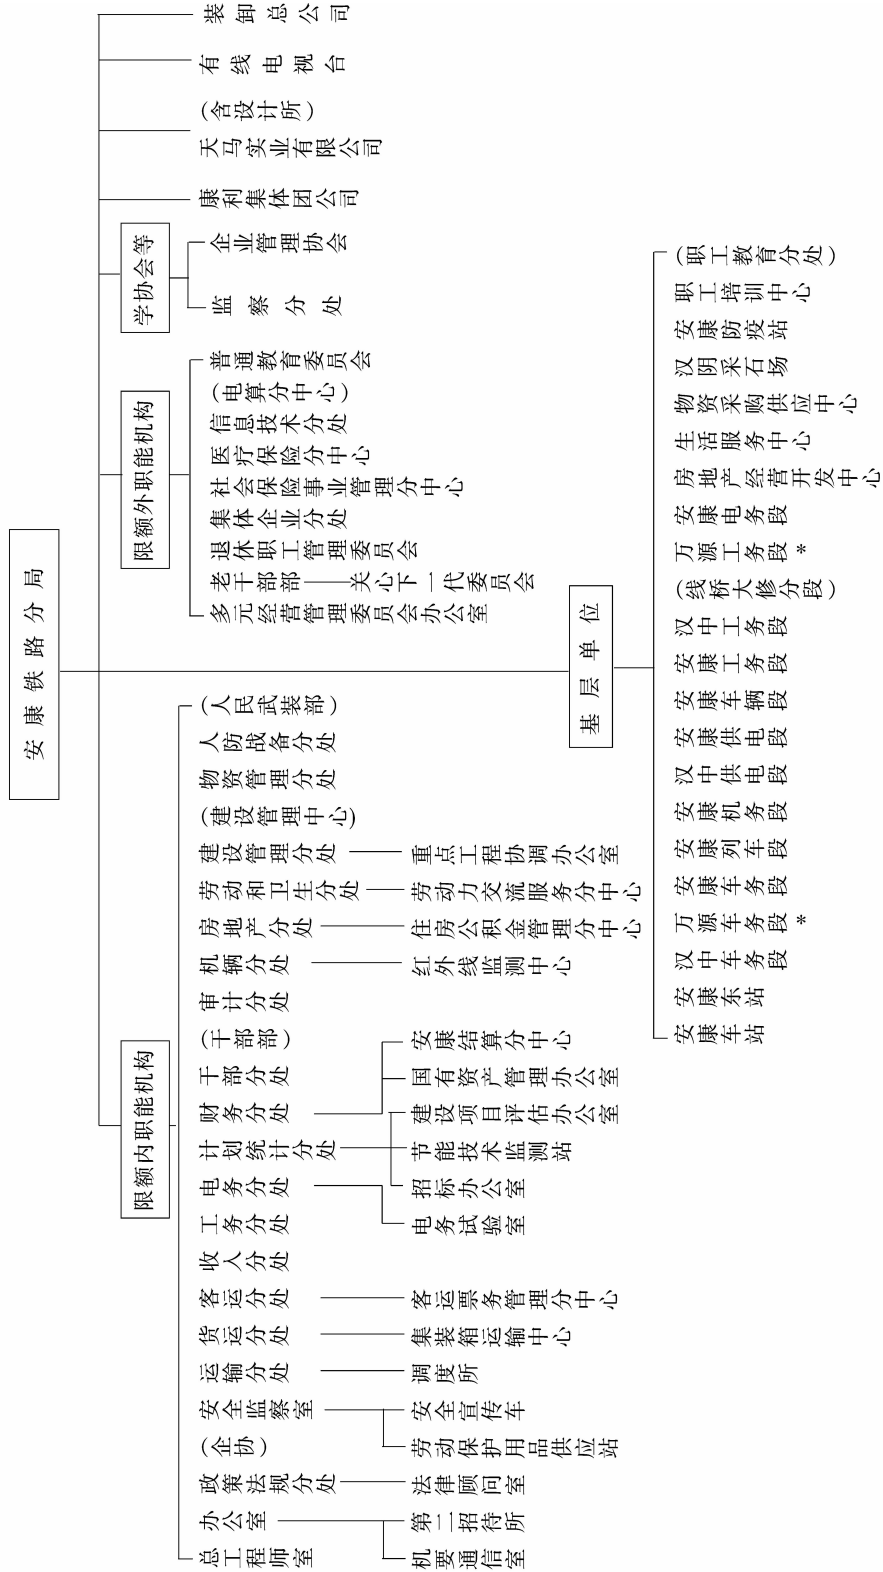 安康铁路分局
限额内职能机构
总工程师室
办公室
机要通信室
第二招待所
政策法规分处
法律顾问室
(企协)
安全监察室
劳动保护用品供应站
安全宣传车
运输分处
调度所
货运分处
集装箱运输中心
客运分处
客运票务管理分中心
收入分处
工务分处
电务分处
电务试验室
计划统计分处
招标办公室
节能技术监测站
建设项目评估办公室
财务分处
国有资产管理办公室
安康结算分中心
干部分处
(干部部)
审计分处
机辆分处
红外线监测中心
房地产分处
住房公积金管理分中心
劳动和卫生分处
劳动力交流服务分中心
建设管理分处
重点工程协调办公室
(建设管理中心)
物资管理分处
人防战备分处
(人民武装部)
限额外职能机构
多元经营管理委员会办公室
老干部部——关心下一代委员会
退休职工管理委员会
集体企业分处
社会保险事业管理分中心
医疗保险分中心
信息技术分处
(电算分中心)
普通教育委员会
学协会等
监察分处
企业管理协会
康利集体团公司
天马实业有限公司
(含设计所)
有线电视台
装卸总公司
基层单位
安康车站
安康东站
汉中车务段
万源车务段*
安康车务段
安康列车段
安康机务段
汉中供电段
安康供电段
安康车辆段
安康工务段
汉中工务段
(线桥大修分段)
万源工务段*
安康电务段
房地产经营开发中心
生活服务中心
物资采购供应中心
汉阴采石场
安康防疫站
职工培训中心
(职工教育分处)